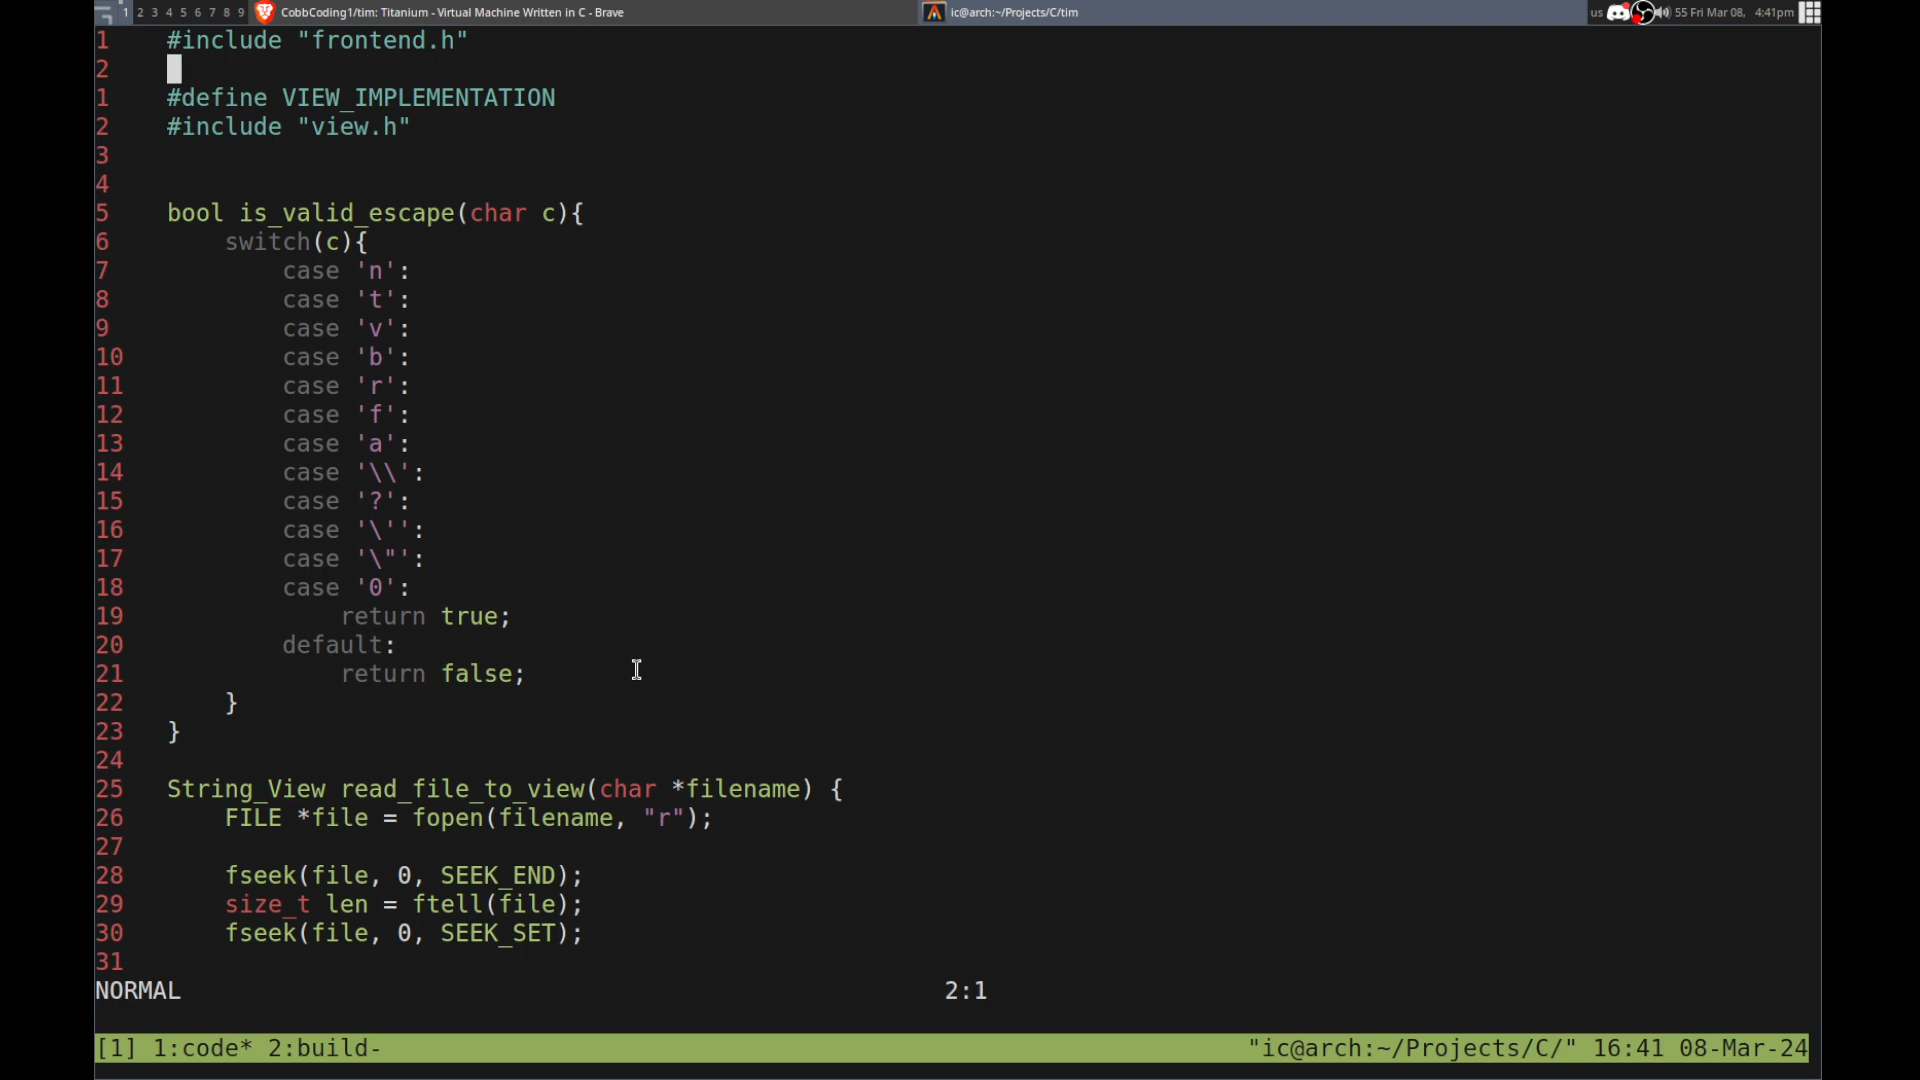 1 2 3 4 5 6 7 8 9 CobbCoding1/tim: Titanium - Virtual Machine Written in C - Brave ic@arch:~/Projects/C/tim us 55 Fri Mar 08, 4:41pm
1 #include "frontend.h"
2
1 #define VIEW_IMPLEMENTATION
2 #include "view.h"
3
4
5 bool is_valid_escape(char c){
6     switch(c){
7         case 'n':
8         case 't':
9         case 'v':
10         case 'b':
11         case 'r':
12         case 'f':
13         case 'a':
14         case '\\':
15         case '?':
16         case '\'':
17         case '\"':
18         case '0':
19             return true;
20         default:
21             return false;
22     }
23 }
24
25 String_View read_file_to_view(char *filename) {
26     FILE *file = fopen(filename, "r");
27
28     fseek(file, 0, SEEK_END);
29     size_t len = ftell(file);
30     fseek(file, 0, SEEK_SET);
31
NORMAL 2:1
[1] 1:code* 2:build- "ic@arch:~/Projects/C/" 16:41 08-Mar-24